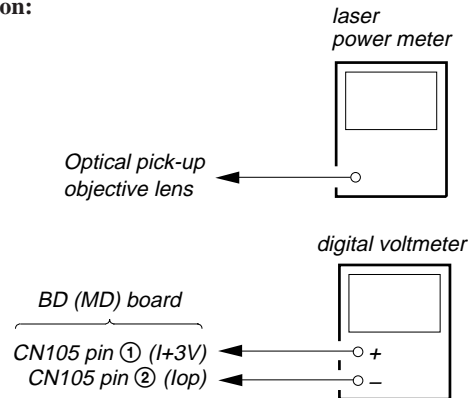 on:
laser
power meter
Optical pick-up
objective lens
digital voltmeter
BD (MD) board
CN105 pin ① (I+3V)
+
CN105 pin ② (Iop)
–